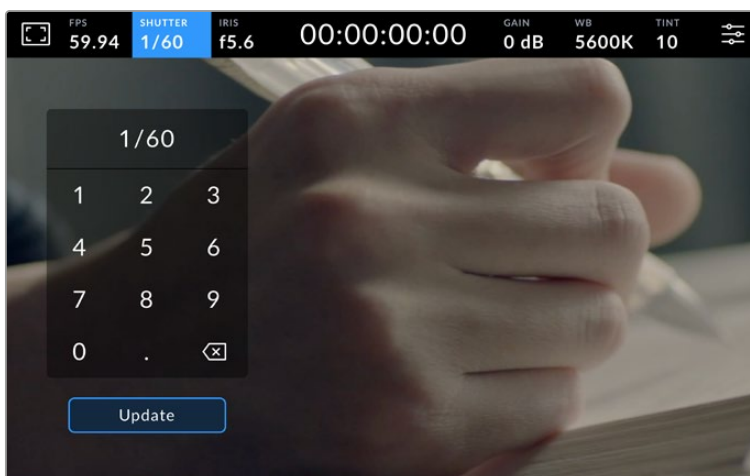 FPS SHUTTER IRIS GAIN WB TINT
59.94 1/60 f5.6 00:00:00:00 0 dB 5600K 10
1/60
1 2 3
4 5 6
7 8 9
0 .
Update